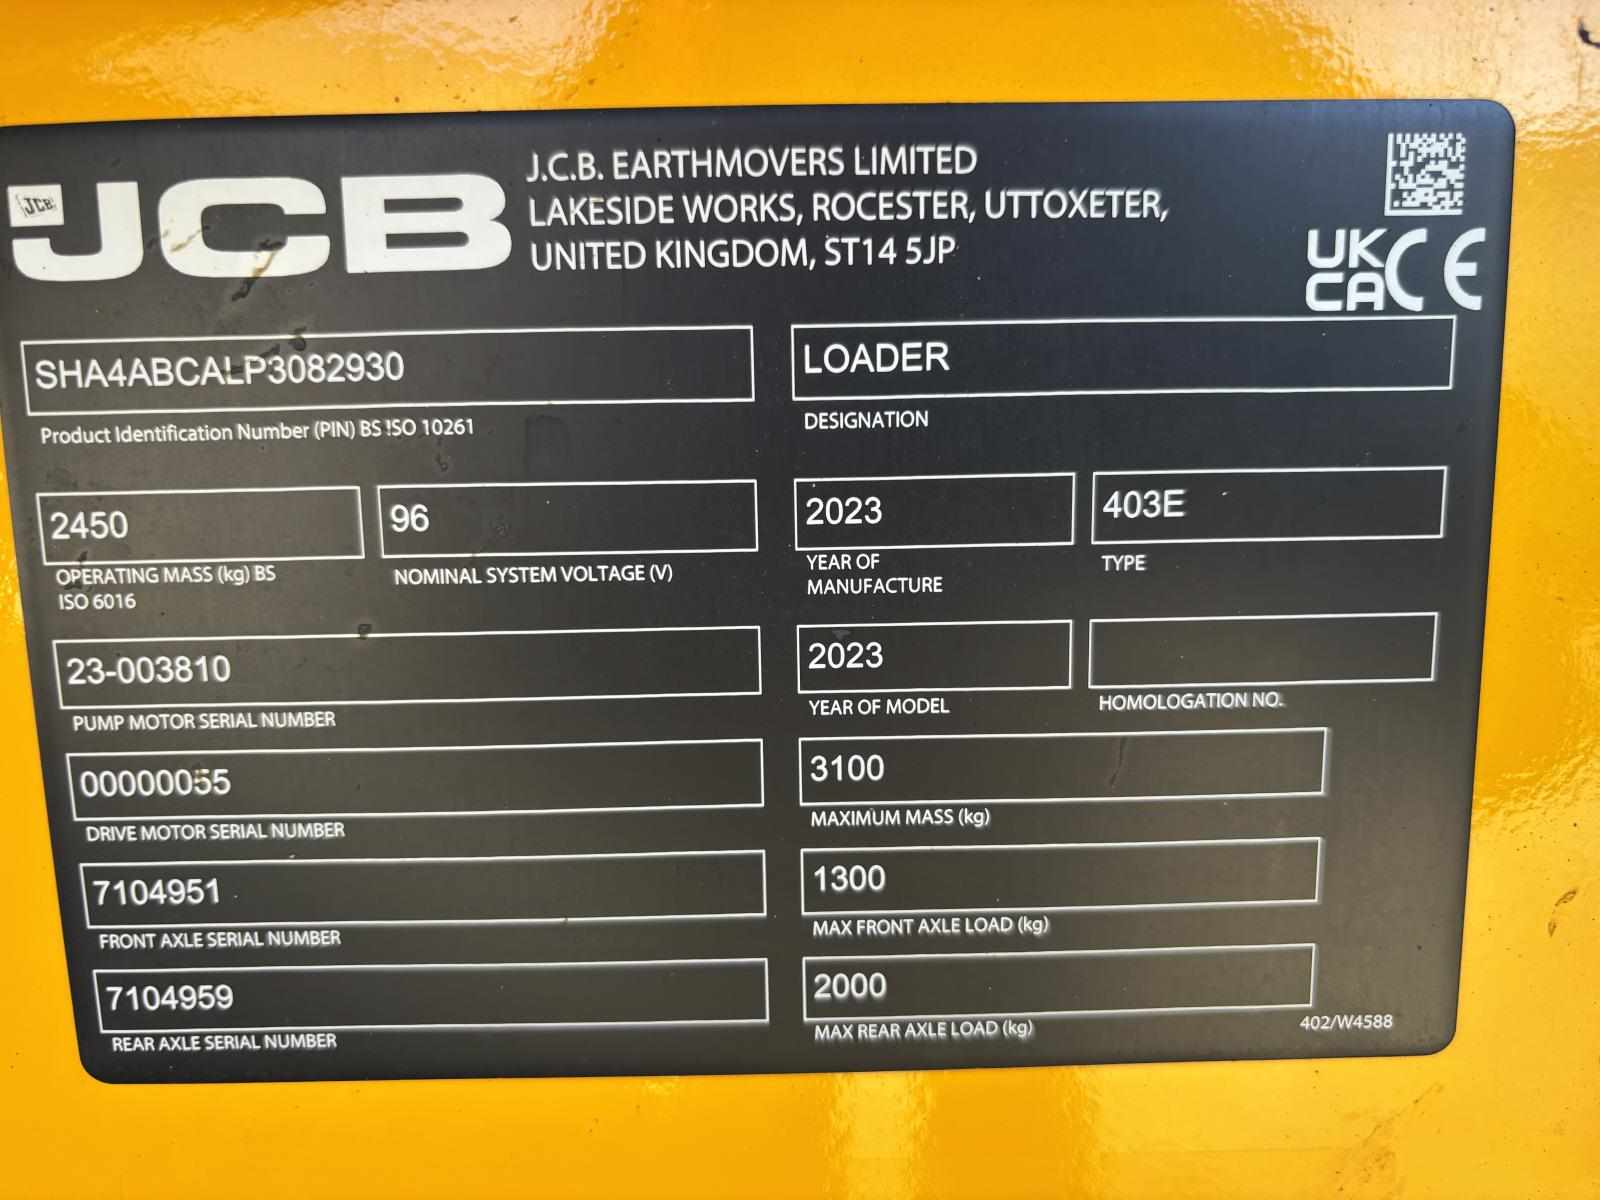 JCB
JCB
J.C.B. EARTHMOVERS LIMITED
LAKESIDE WORKS, ROCESTER, UTTOXETER,
UNITED KINGDOM, ST14 5JP
UK
CA CE
SHA4ABCALP3082930
Product Identification Number (PIN) BS ISO 10261
LOADER
DESIGNATION
2450
OPERATING MASS (kg) BS
ISO 6016
96
NOMINAL SYSTEM VOLTAGE (V)
2023
YEAR OF
MANUFACTURE
403E
TYPE
23-003810
PUMP MOTOR SERIAL NUMBER
2023
YEAR OF MODEL
HOMOLOGATION NO.
00000055
DRIVE MOTOR SERIAL NUMBER
3100
MAXIMUM MASS (kg)
7104951
FRONT AXLE SERIAL NUMBER
1300
MAX FRONT AXLE LOAD (kg)
7104959
REAR AXLE SERIAL NUMBER
2000
MAX REAR AXLE LOAD (kg)
402/W4588